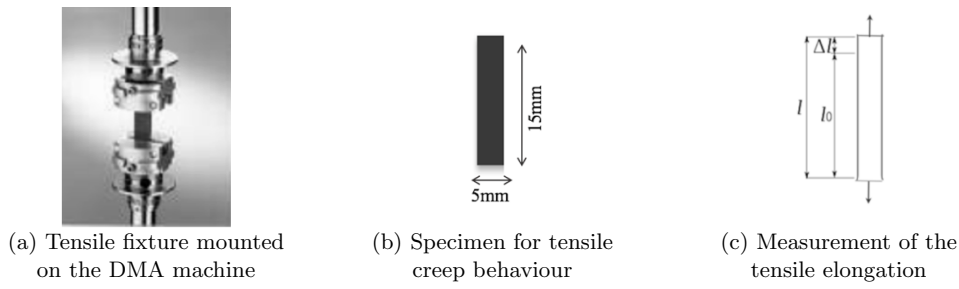 15mm
5mm
Δl
l
l0
(a) Tensile fixture mounted
on the DMA machine
(b) Specimen for tensile
creep behaviour
(c) Measurement of the
tensile elongation